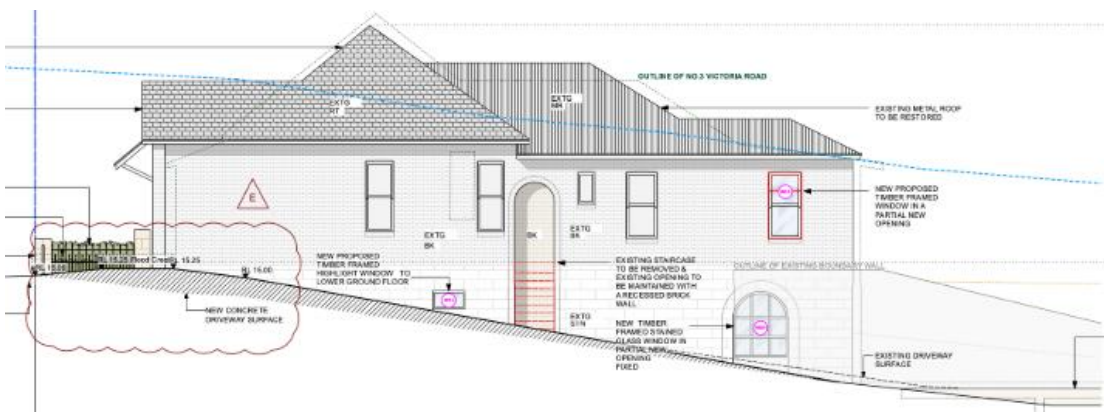 OUTLINE OF NO.3 VICTORIA ROAD
EXTG
RT
EXTG
MR
EXISTING METAL ROOF
TO BE RESTORED
E
NEW PROPOSED
TIMBER FRAMED
WINDOW IN A
PARTIAL NEW
OPENING
EXTG
BK
BK
EXTG
BK
RL 15.25
RL 15.00
NEW PROPOSED
TIMBER FRAMED
HIGHLIGHT WINDOW TO
LOWER GROUND FLOOR
EXISTING STAIRCASE
TO BE REMOVED &
EXISTING OPENING TO
BE MAINTAINED WITH
A RECESSED BRICK
WALL
OUTLINE OF EXISTING BOUNDARY WALL
NEW CONCRETE
DRIVEWAY SURFACE
EXTG
STN
NEW TIMBER
FRAMED STAINED
GLASS WINDOW IN
PARTIAL NEW
OPENING
FIXED
EXISTING DRIVEWAY
SURFACE